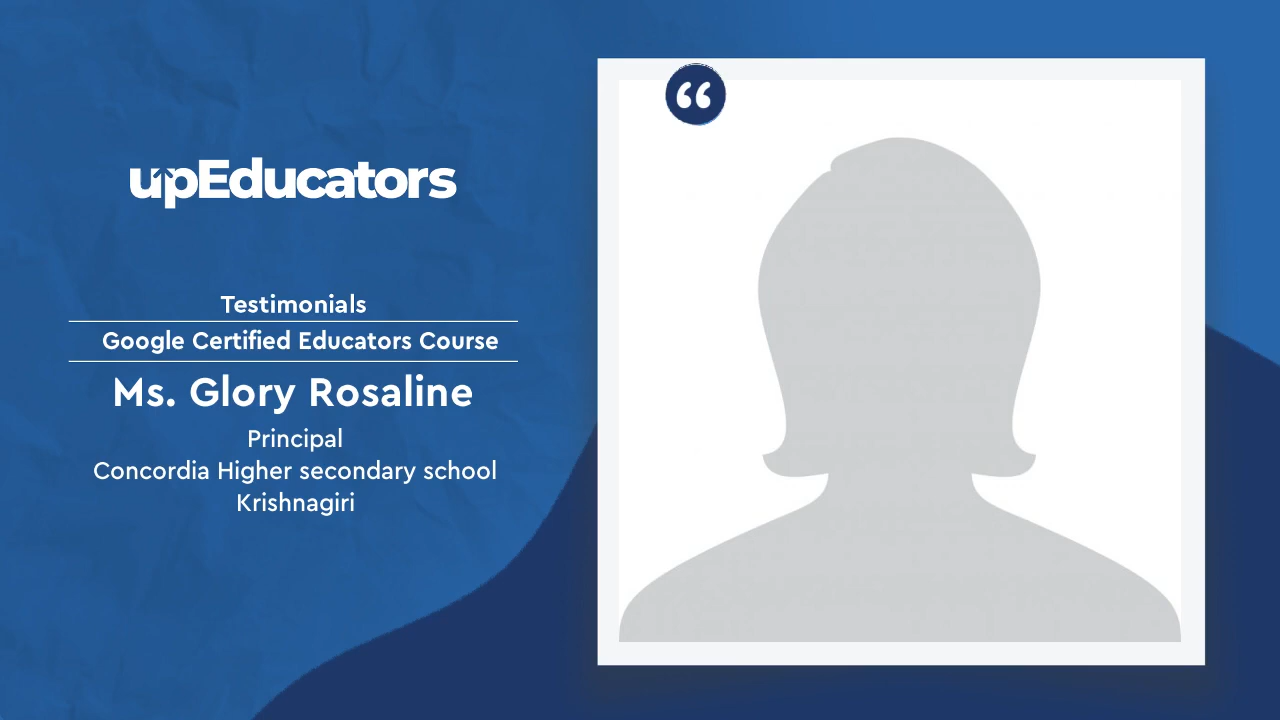 upEducators
Testimonials
Google Certified Educators Course
Ms. Glory Rosaline
Principal
Concordia Higher secondary school
Krishnagiri